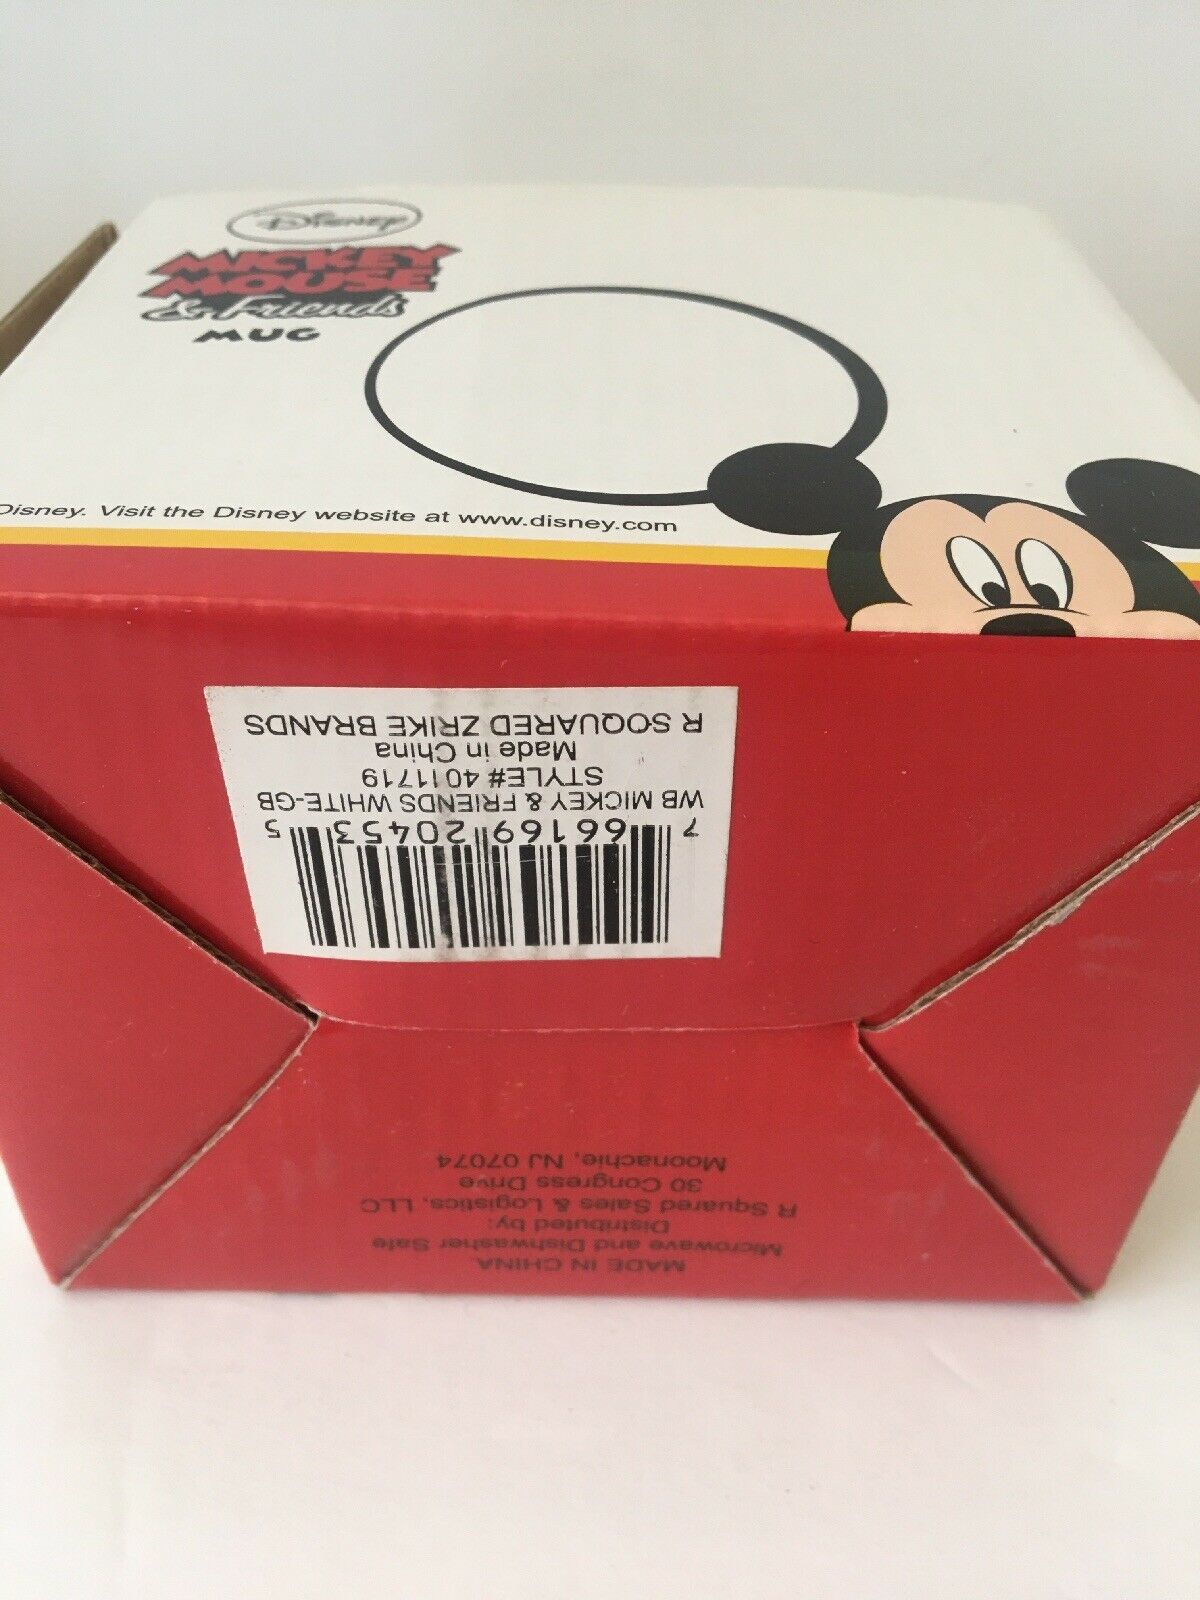 Disney
MICKEY
MOUSE
& Friends
MUG
Disney. Visit the Disney website at www.disney.com
7 66169 20453 5
WB MICKEY & FRIENDS WHITE-GB
STYLE# 4011719
Made in China
R SQUARED ZRIKE BRANDS
MADE IN CHINA
Microwave and Dishwasher Safe
Distributed by:
R Squared Sales & Logistics, LLC
30 Congress Drive
Moonachie, NJ 07074